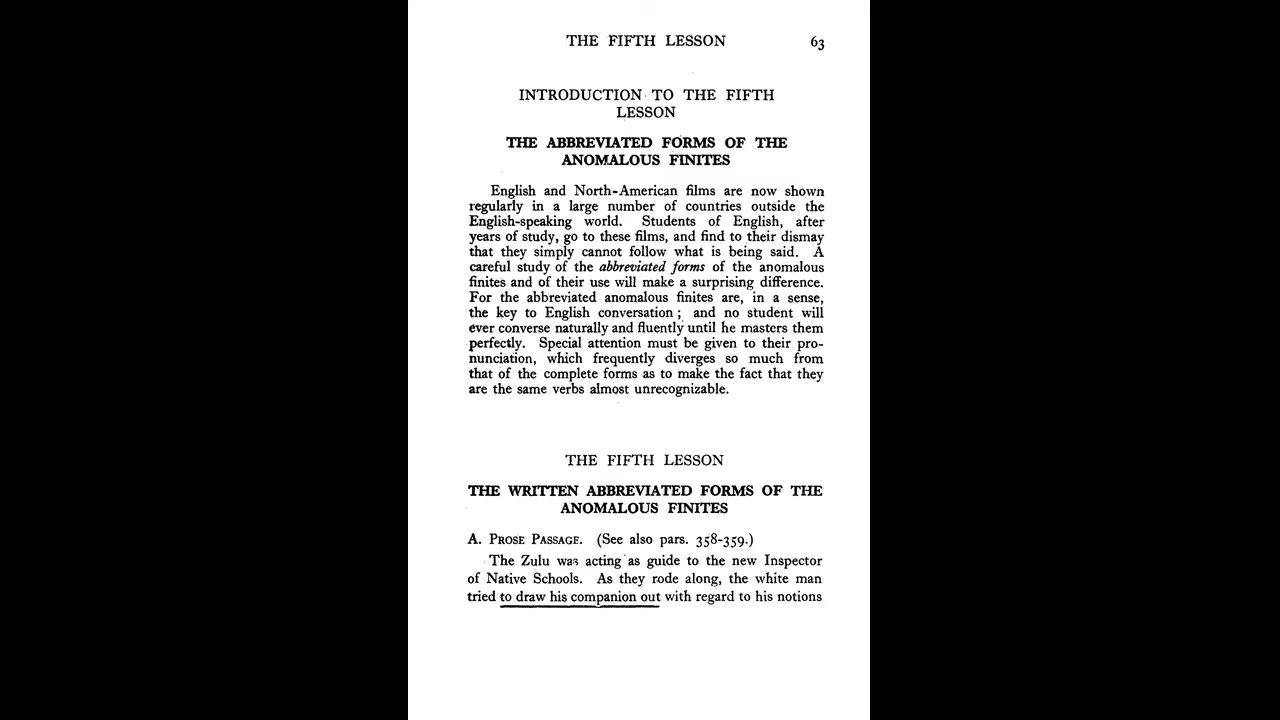 THE FIFTH LESSON 63
INTRODUCTION TO THE FIFTH
LESSON
THE ABBREVIATED FORMS OF THE
ANOMALOUS FINITES
English and North-American films are now shown
regularly in a large number of countries outside the
English-speaking world. Students of English, after
years of study, go to these films, and find to their dismay
that they simply cannot follow what is being said. A
careful study of the abbreviated forms of the anomalous
finites and of their use will make a surprising difference.
For the abbreviated anomalous finites are, in a sense,
the key to English conversation ; and no student will
ever converse naturally and fluently until he masters them
perfectly. Special attention must be given to their pro-
nunciation, which frequently diverges so much from
that of the complete forms as to make the fact that they
are the same verbs almost unrecognizable.
THE FIFTH LESSON
THE WRITTEN ABBREVIATED FORMS OF THE
ANOMALOUS FINITES
A. PROSE PASSAGE. (See also pars. 358-359.)
The Zulu was acting as guide to the new Inspector
of Native Schools. As they rode along, the white man
tried to draw his companion out with regard to his notions